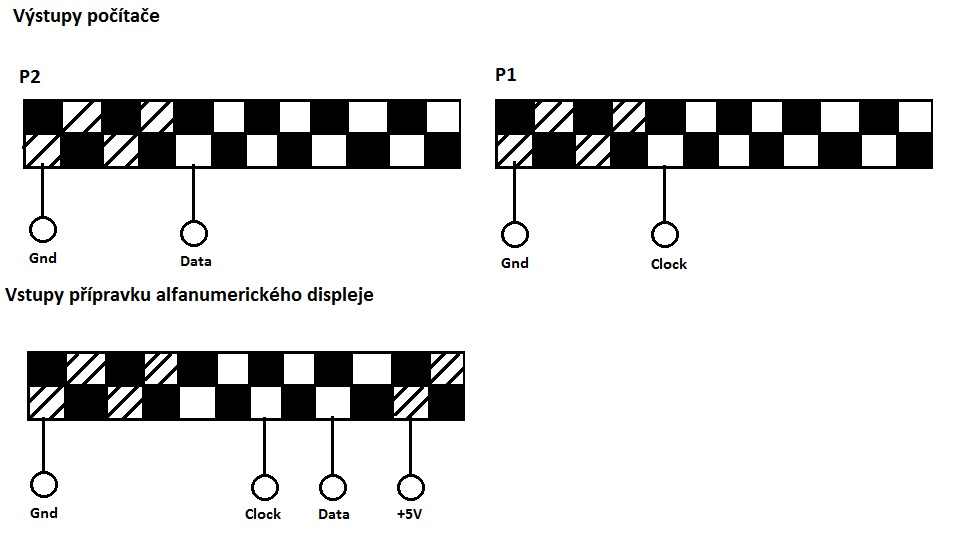 Výstupy počítače
P2
P1
Gnd
Data
Gnd
Clock
Vstupy přípravku alfanumerického displeje
Gnd
Clock
Data
+5V